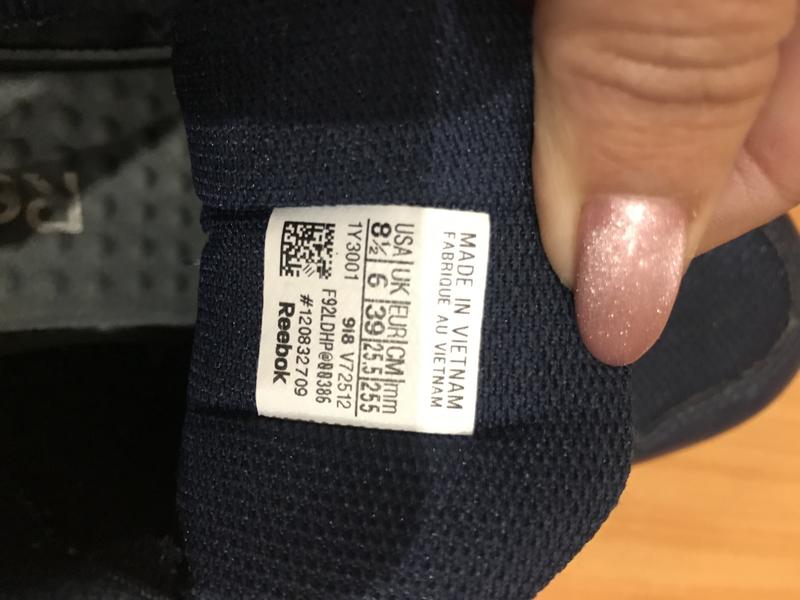 MADE IN VIETNAM
FABRIQUE AU VIETNAM
USA|UK|EUR|CM|mm
8½|6|39|25.5|255
1Y3001 918 V72512
F92LDHP@00386
#120832709
Reebok